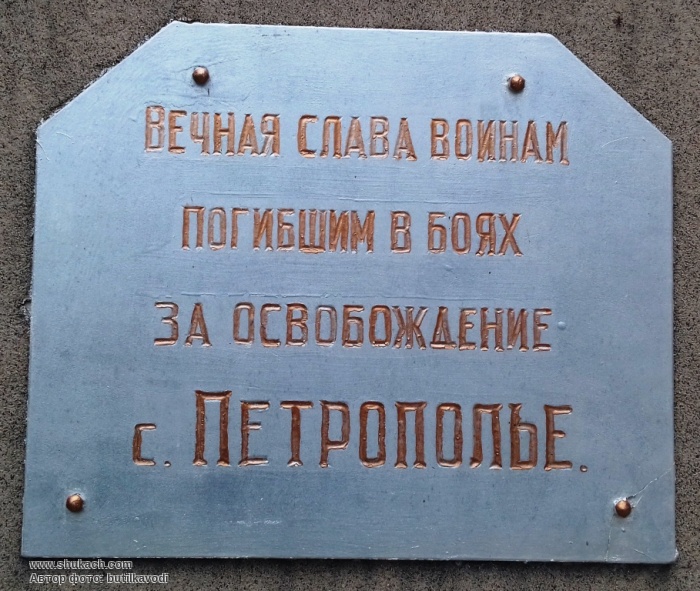 Вечная слава воинам
погибшим в боях
за освобождение
с. Петрополье.
www.shukach.com
Автор фото: butilkavodi